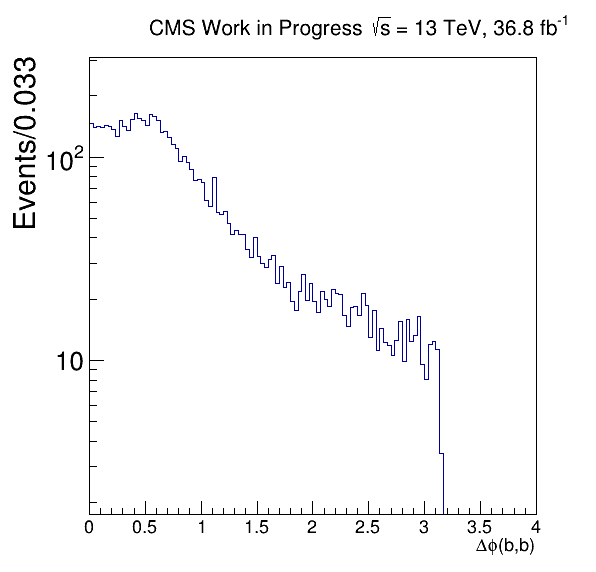 CMS Work in Progress √s = 13 TeV, 36.8 fb⁻¹
Events/0.033
10²
10
0 0.5 1 1.5 2 2.5 3 3.5 4
Δϕ(b,b)